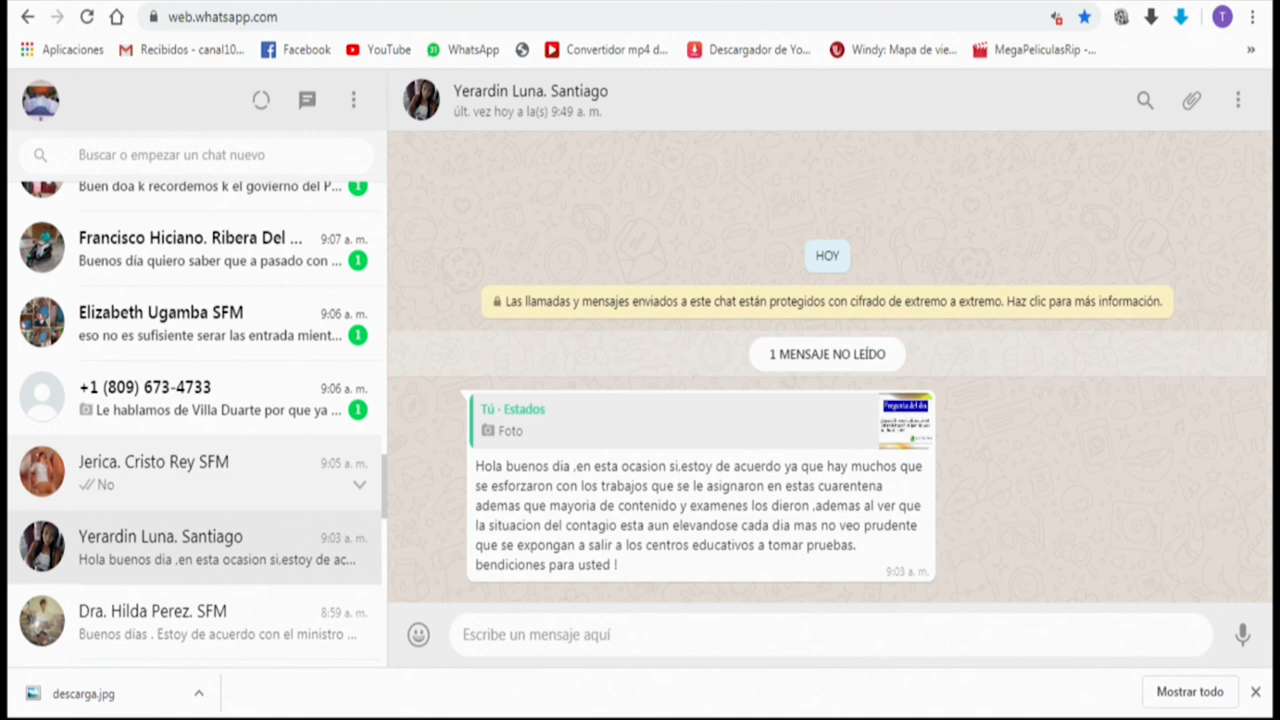 web.whatsapp.com
T
Aplicaciones
Recibidos - canal10...
Facebook
YouTube
WhatsApp
Convertidor mp4 d...
Descargador de Yo...
Windy: Mapa de vie...
MegaPeliculasRip -...
»
Buscar o empezar un chat nuevo
Buen doa k recordemos k el govierno del P... 1
Francisco Hiciano. Ribera Del ... 9:07 a. m.
Buenos día quiero saber que a pasado con ... 1
Elizabeth Ugamba SFM 9:06 a. m.
eso no es sufisiente serar las entrada mient... 1
+1 (809) 673-4733 9:06 a. m.
Le hablamos de Villa Duarte por que ya ... 1
Jerica. Cristo Rey SFM 9:05 a. m.
No
Yerardin Luna. Santiago 9:03 a. m.
Hola buenos dia ,en esta ocasion si,estoy de ac...
Dra. Hilda Perez. SFM 8:59 a. m.
Buenos días . Estoy de acuerdo con el ministro ...
Yerardin Luna. Santiago
últ. vez hoy a la(s) 9:49 a. m.
HOY
Las llamadas y mensajes enviados a este chat están protegidos con cifrado de extremo a extremo. Haz clic para más información.
1 MENSAJE NO LEÍDO
Tú · Estados
Foto
Pregunta del día
Hola buenos dia ,en esta ocasion si,estoy de acuerdo ya que hay muchos que
se esforzaron con los trabajos que se le asignaron en estas cuarentena
ademas que mayoria de contenido y examenes los dieron ,ademas al ver que
la situacion del contagio esta aun elevandose cada dia mas no veo prudente
que se expongan a salir a los centros educativos a tomar pruebas.
bendiciones para usted !
9:03 a. m.
Escribe un mensaje aquí
descarga.jpg
Mostrar todo